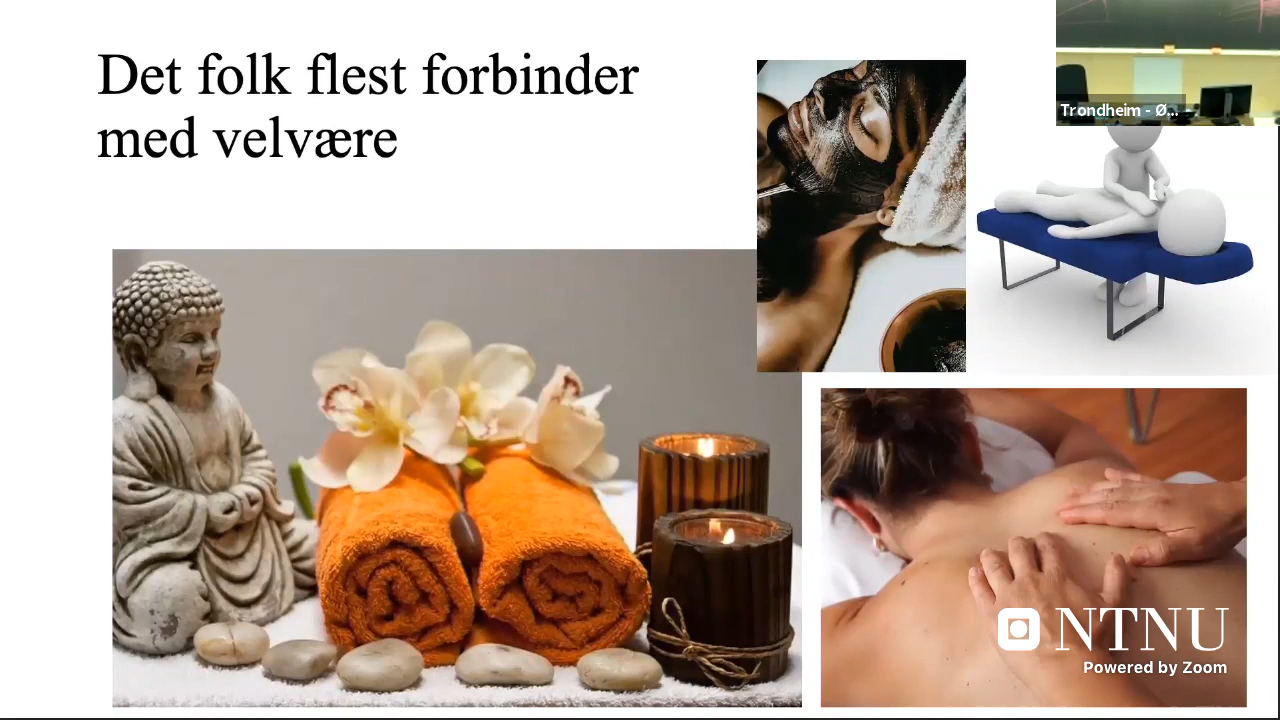 Det folk flest forbinder
med velvære
Trondheim - Ø...
NTNU
Powered by Zoom